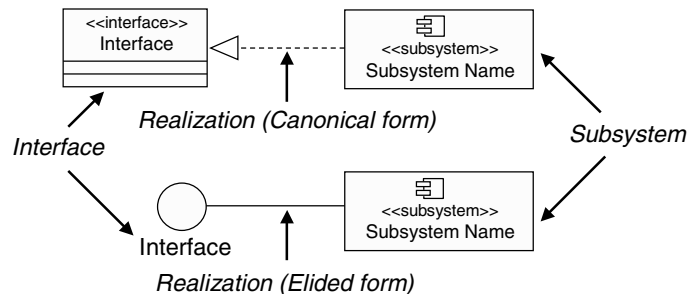 <<interface>>
Interface
<<subsystem>>
Subsystem Name
Realization (Canonical form)
Interface
Subsystem
<<subsystem>>
Subsystem Name
Interface
Realization (Elided form)